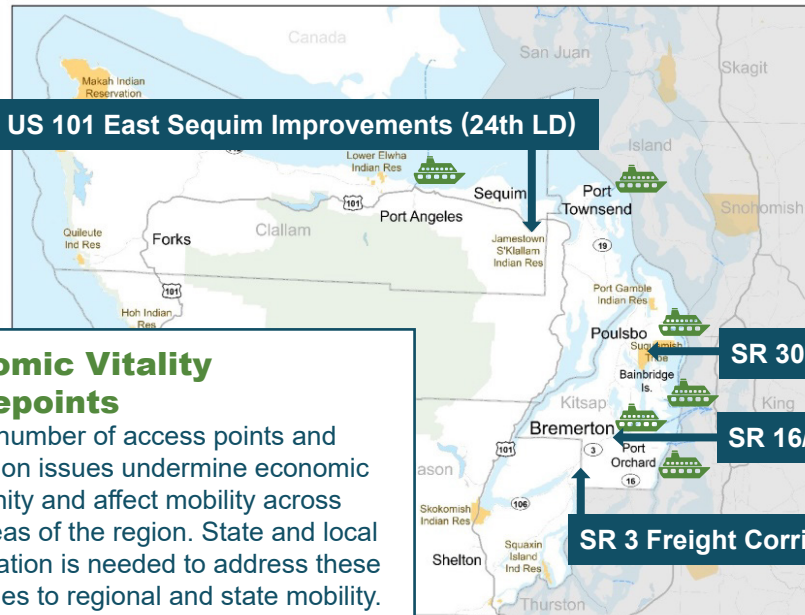 Canada
San Juan
Skagit
Makah Indian
Reservation
US 101 East Sequim Improvements (24th LD)
Island
Lower Elwha
Indian Res
Sequim
Port
Townsend
Snohomish
101
Port Angeles
Quileute
Ind Res
Forks
Clallam
Jamestown
S'Klallam
Indian Res
19
101
Hoh Indian
Res
Port Gamble
Indian Res
Poulsbo
Suquamish
Tribe
SR 30
Bainbridge
Is.
Kitsap
King
Bremerton
SR 16/
101
3
Port
Orchard
16
ason
Skokomish
Indian Res
106
SR 3 Freight Corri
Squaxin
Island
Ind Res
Shelton
Thurston
omic Vitality
epoints
number of access points and
on issues undermine economic
nity and affect mobility across
eas of the region. State and local
ation is needed to address these
es to regional and state mobility.